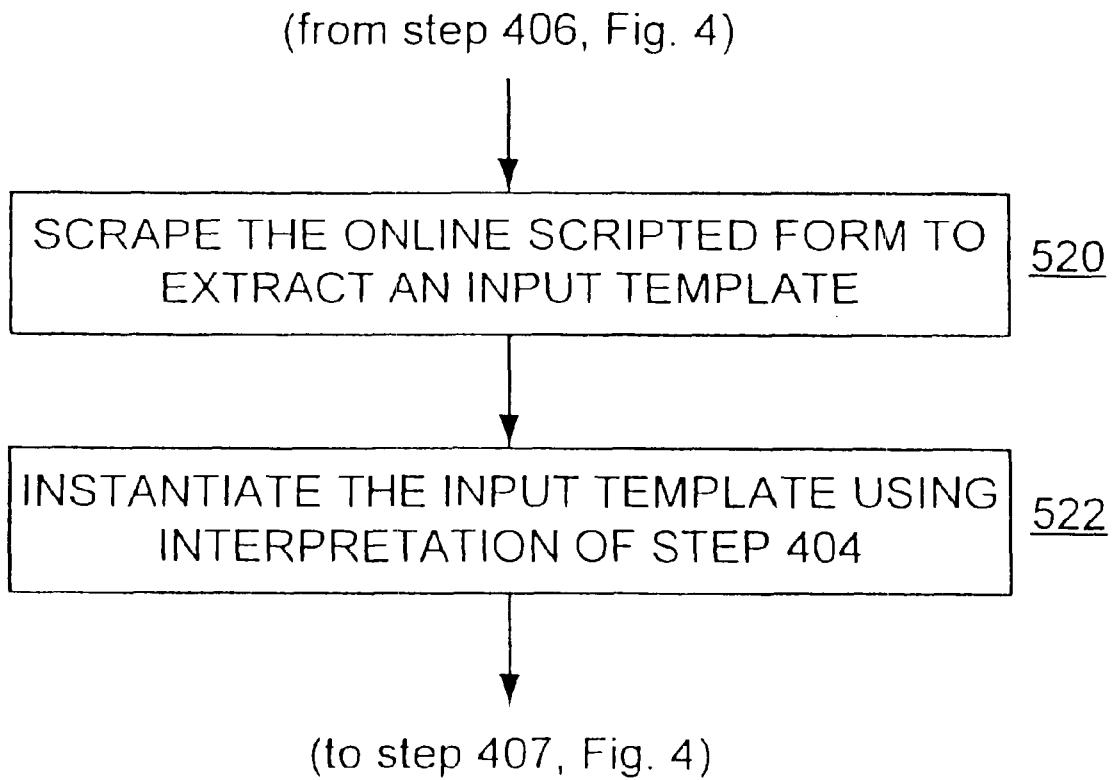 (from step 406, Fig. 4)
SCRAPE THE ONLINE SCRIPTED FORM TO
EXTRACT AN INPUT TEMPLATE
520
INSTANTIATE THE INPUT TEMPLATE USING
INTERPRETATION OF STEP 404
522
(to step 407, Fig. 4)